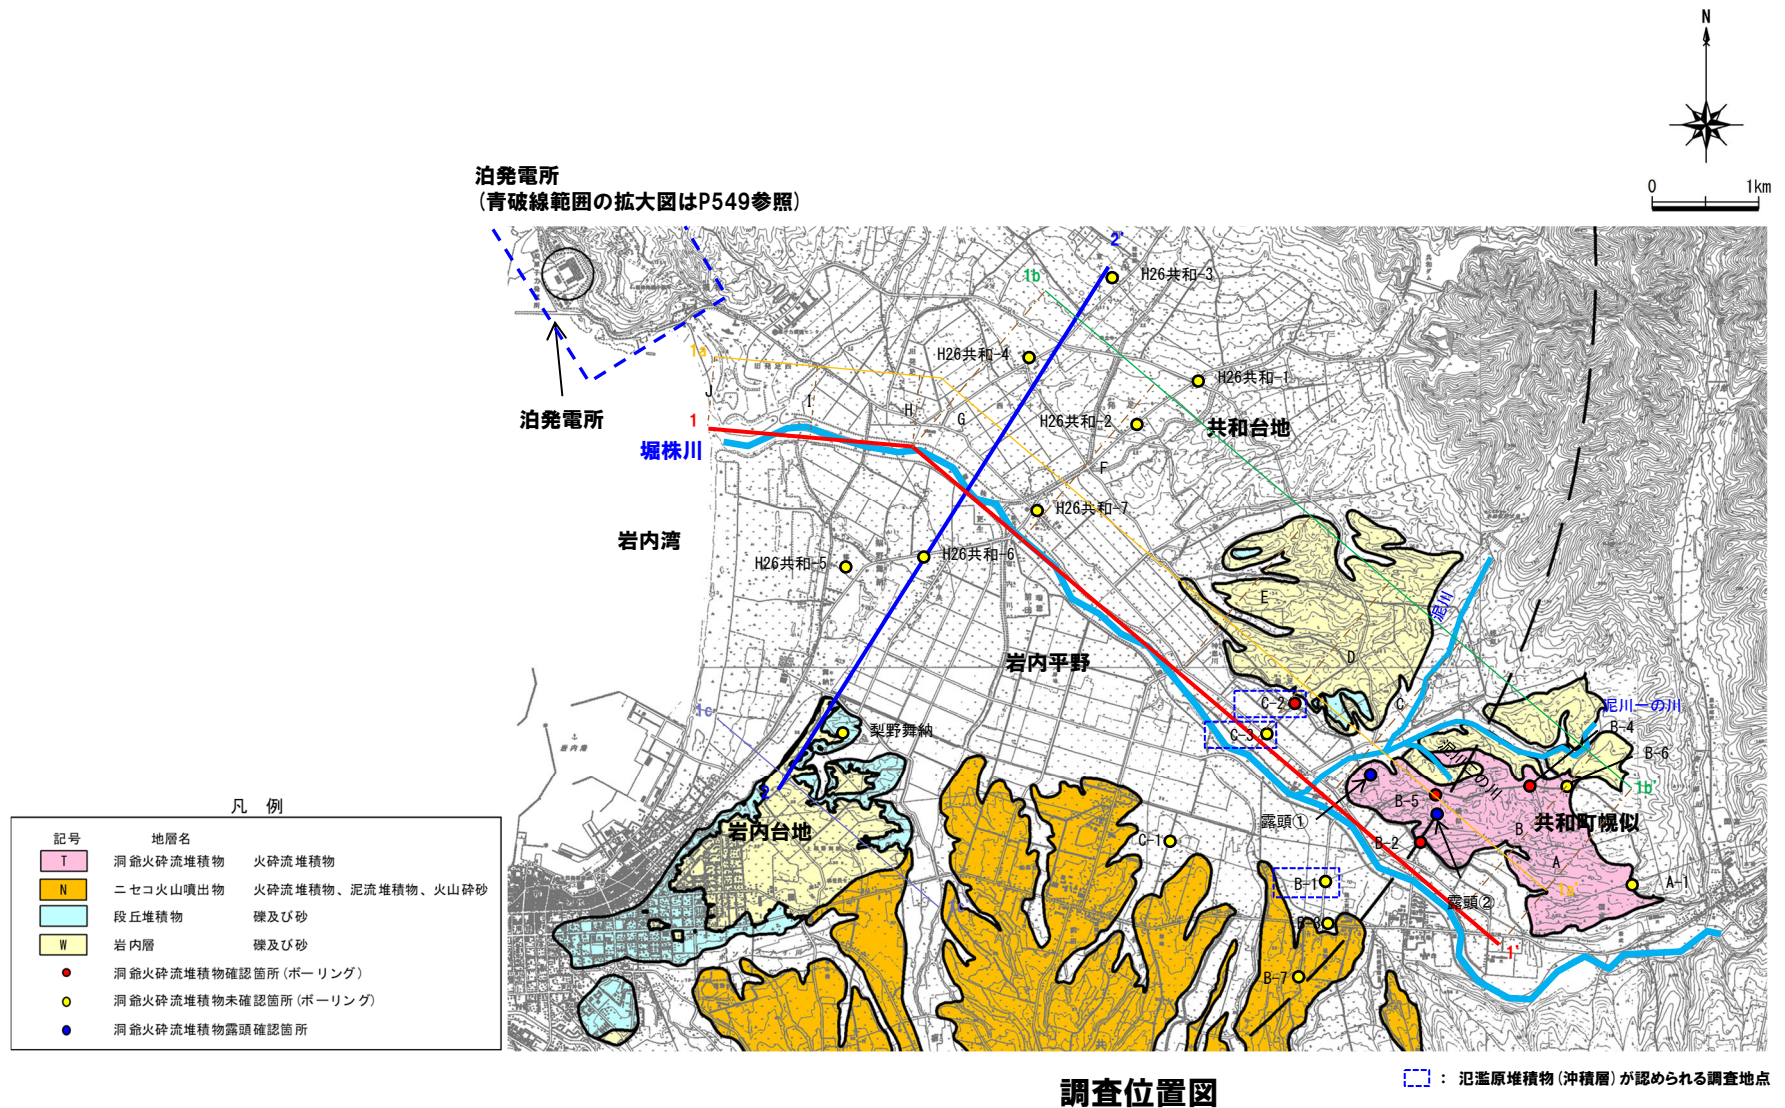 N
0 1km
泊発電所
(青破線範囲の拡大図はP549参照)
2'
1b
H26共和-3
H26共和-4
1a
H26共和-1
J
I
H
G
H26共和-2
共和台地
泊発電所
1
堀株川
F
H26共和-7
岩内湾
H26共和-5
H26共和-6
E
泥川
岩内平野
D
C-2
C
泥川一の川
1c
梨野舞納
C-3
B-4
B-6
2
1b'
岩内台地
B-5
露頭①
B
共和町幌似
C-1
B-2
A
B-1
A-1
1a'
露頭②
B-3
1'
B-7
凡 例
記号 地層名
T 洞爺火砕流堆積物 火砕流堆積物
N ニセコ火山噴出物 火砕流堆積物、泥流堆積物、火山砕砂
段丘堆積物 礫及び砂
W 岩内層 礫及び砂
洞爺火砕流堆積物確認箇所(ボーリング)
洞爺火砕流堆積物未確認箇所(ボーリング)
洞爺火砕流堆積物露頭確認箇所
調査位置図
： 氾濫原堆積物(沖積層)が認められる調査地点